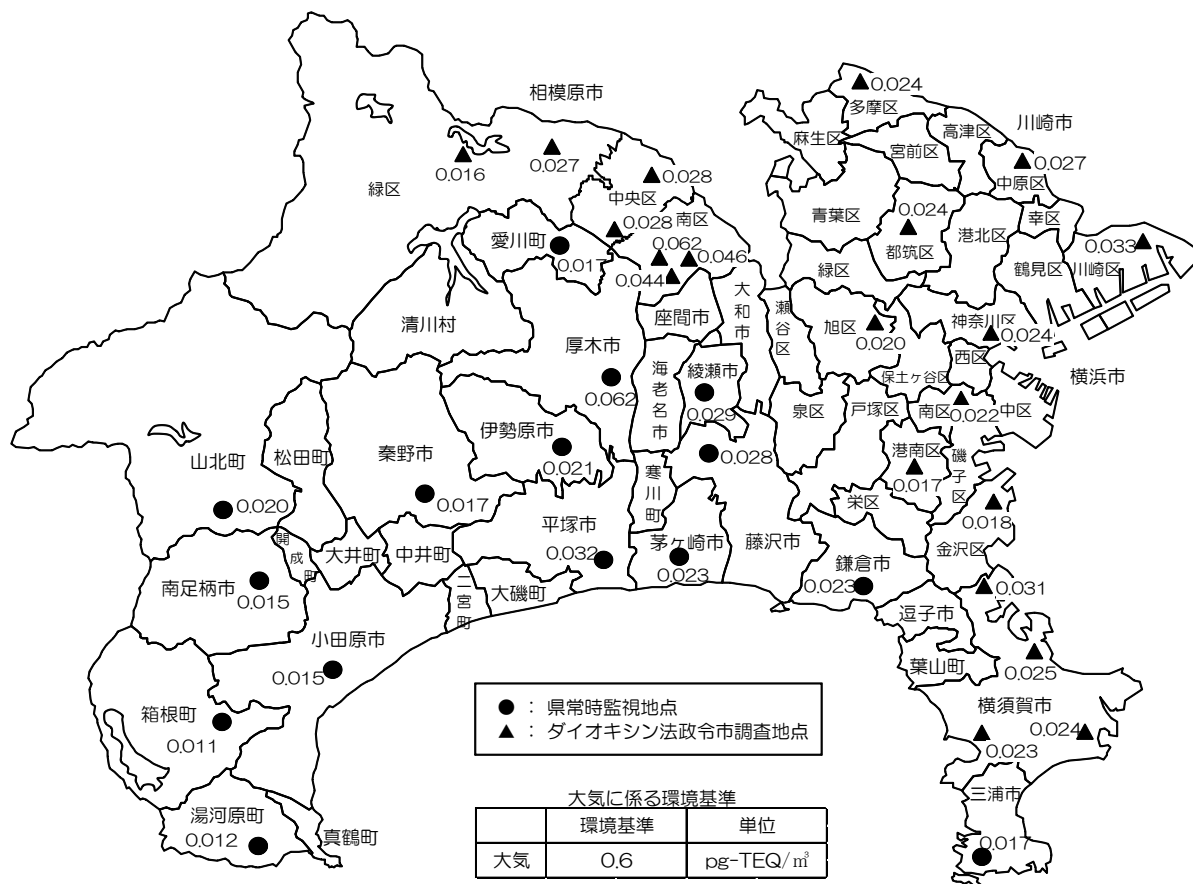 相模原市
0.024
多摩区
川崎市
高津区
麻生区
宮前区
0.027
中原区
0.016
0.027
0.028
緑区
中央区
南区
青葉区
0.024
幸区
0.028
愛川町
0.017
0.062
0.046
都筑区
港北区
0.033
0.044
鶴見区
川崎区
緑区
大和市
清川村
座間市
瀬谷区
旭区
0.020
神奈川区
0.024
厚木市
海老名市
綾瀬市
西区
保土ヶ谷区
横浜市
0.062
0.029
泉区
戸塚区
南区
0.022
中区
伊勢原市
0.021
0.028
港南区
0.017
磯子区
山北町
松田町
秦野市
0.020
0.017
寒川町
栄区
0.018
平塚市
0.032
開成町
大井町
中井町
茅ヶ崎市
0.023
藤沢市
鎌倉市
0.023
金沢区
南足柄市
0.015
二宮町
大磯町
0.031
逗子市
小田原市
0.015
葉山町
0.025
箱根町
0.011
横須賀市
0.024
0.023
● : 県常時監視地点
▲ : ダイオキシン法政令市調査地点
三浦市
0.017
湯河原町
0.012
真鶴町
大気に係る環境基準
環境基準 単位
大気 0.6 pg-TEQ/㎥